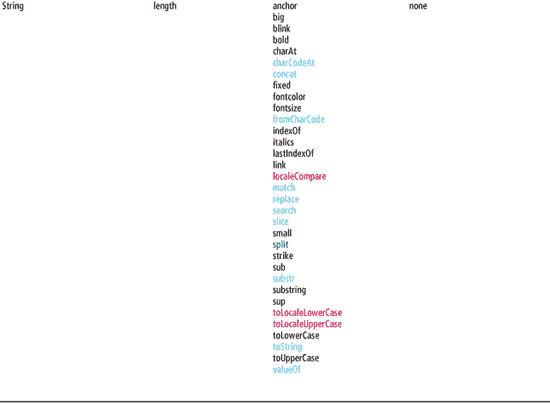 String length anchor none
big
blink
bold
charAt
charCodeAt
concat
fixed
fontcolor
fontsize
fromCharCode
indexOf
italics
lastIndexOf
link
localeCompare
match
replace
search
slice
small
split
strike
sub
substr
substring
sup
toLocaleLowerCase
toLocaleUpperCase
toLowerCase
toString
toUpperCase
valueOf